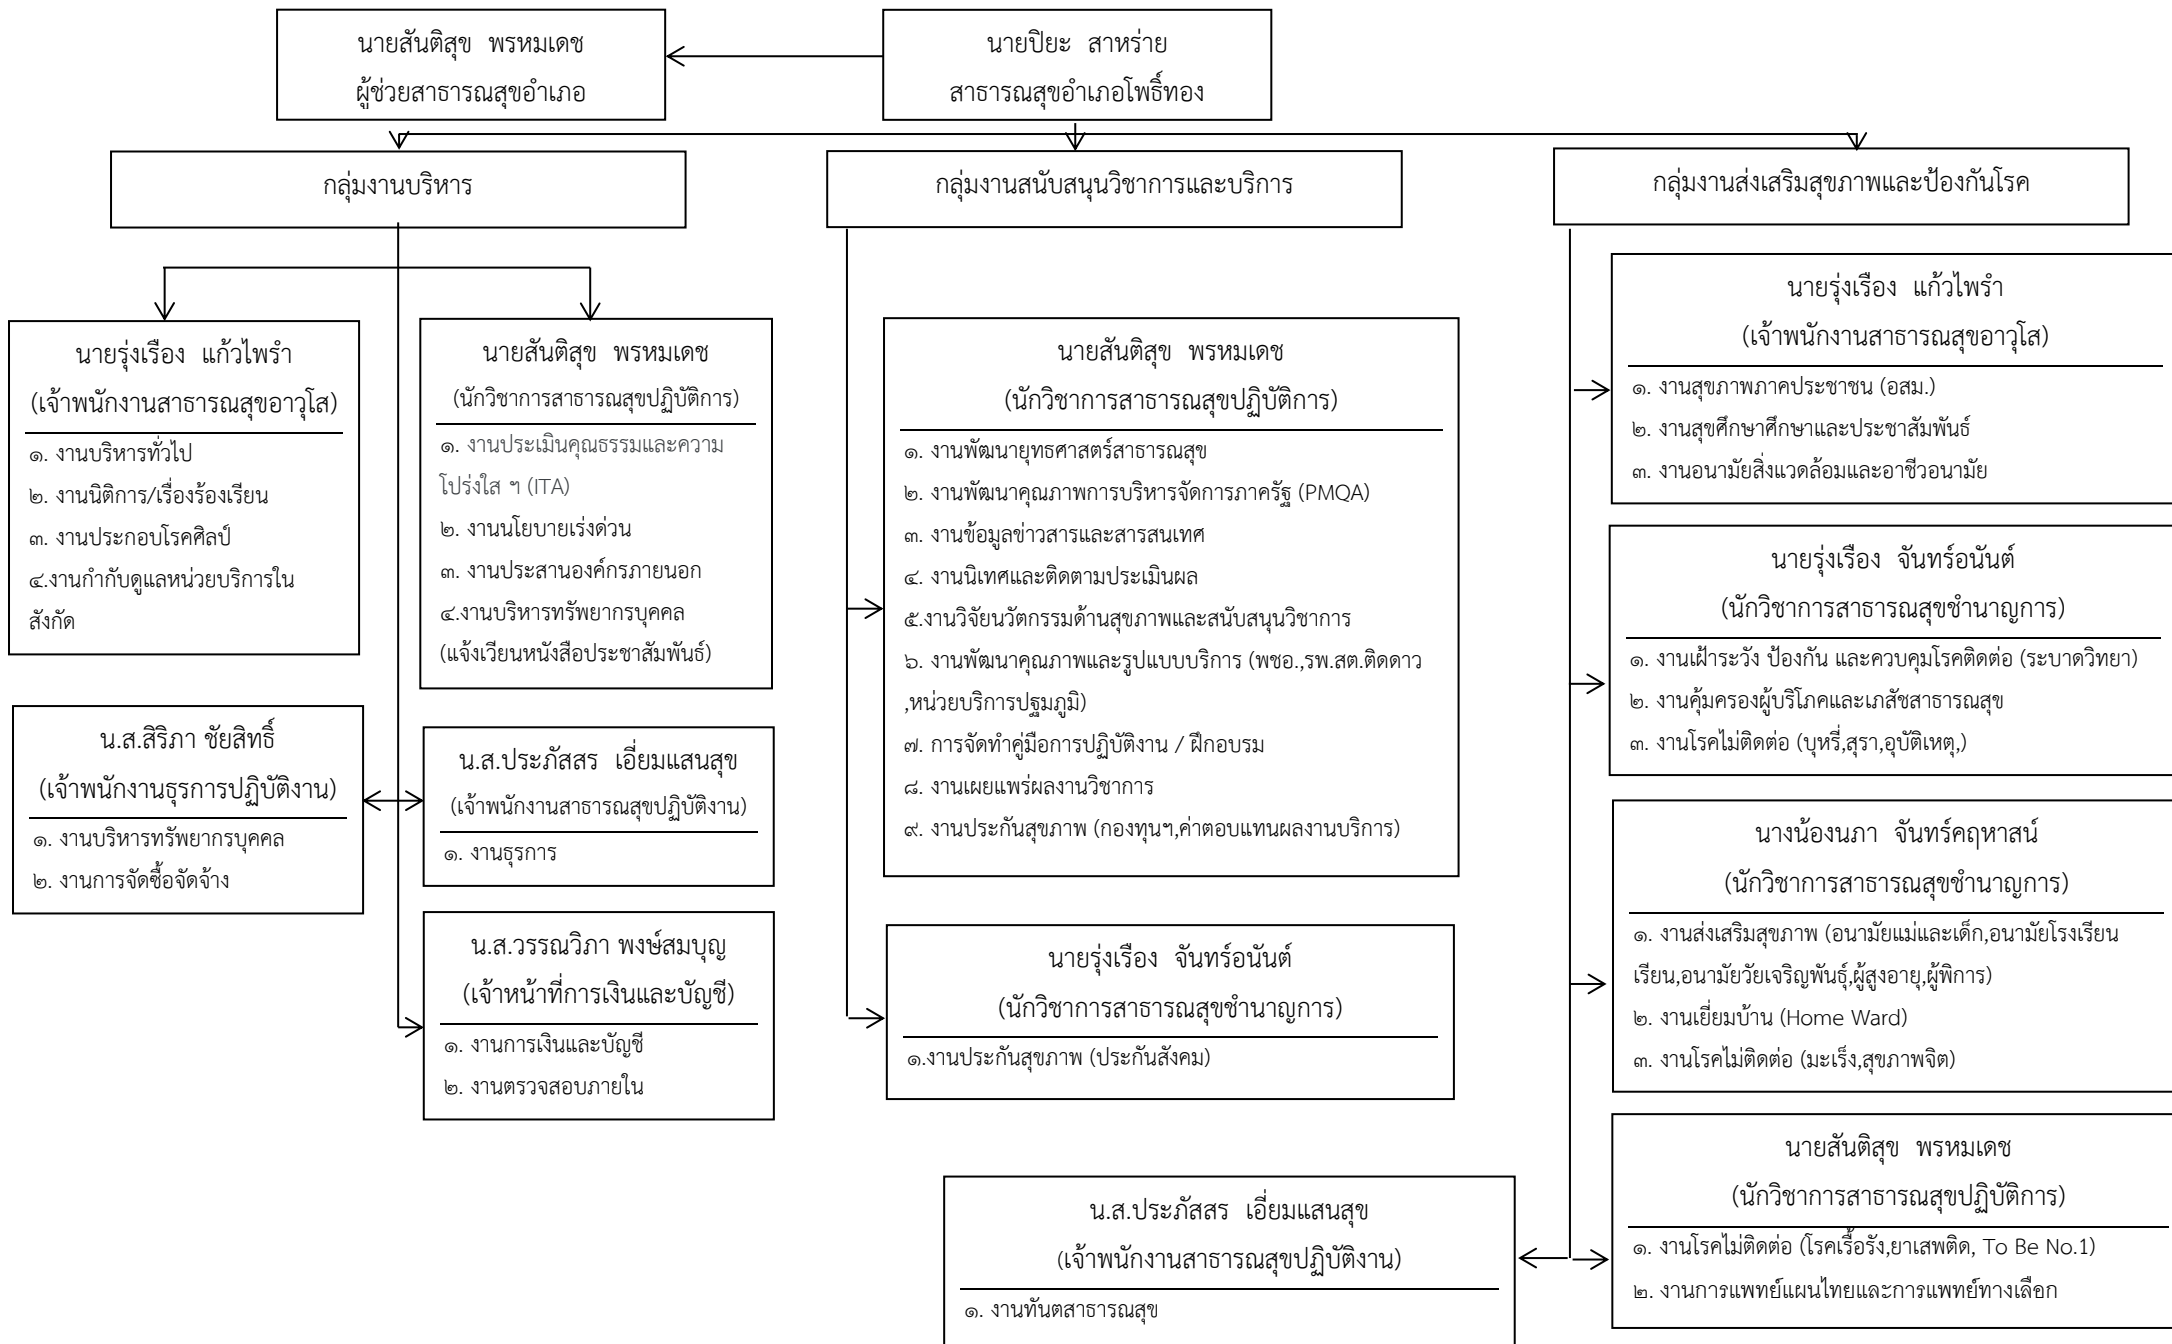 นายสันติสุข พรหมเดช
ผู้ช่วยสาธารณสุขอำเภอ
นายปิยะ สาหร่าย
สาธารณสุขอำเภอโพธิ์ทอง
กลุ่มงานบริหาร
นายรุ่งเรือง แก้วไพรำ
(เจ้าพนักงานสาธารณสุขอาวุโส)
๑. งานบริหารทั่วไป
๒. งานนิติการ/เรื่องร้องเรียน
๓. งานประกอบโรคศิลป์
๔.งานกำกับดูแลหน่วยบริการใน
สังกัด
นายสันติสุข พรหมเดช
(นักวิชาการสาธารณสุขปฏิบัติการ)
๑. งานประเมินคุณธรรมและความ
โปร่งใส ฯ (ITA)
๒. งานนโยบายเร่งด่วน
๓. งานประสานองค์กรภายนอก
๔.งานบริหารทรัพยากรบุคคล
(แจ้งเวียนหนังสือประชาสัมพันธ์)
น.ส.สิริภา ชัยสิทธิ์
(เจ้าพนักงานธุรการปฏิบัติงาน)
๑. งานบริหารทรัพยากรบุคคล
๒. งานการจัดซื้อจัดจ้าง
น.ส.ประภัสสร เอี่ยมแสนสุข
(เจ้าพนักงานสาธารณสุขปฏิบัติงาน)
๑. งานธุรการ
น.ส.วรรณวิภา พงษ์สมบุญ
(เจ้าหน้าที่การเงินและบัญชี)
๑. งานการเงินและบัญชี
๒. งานตรวจสอบภายใน
กลุ่มงานสนับสนุนวิชาการและบริการ
นายสันติสุข พรหมเดช
(นักวิชาการสาธารณสุขปฏิบัติการ)
๑. งานพัฒนายุทธศาสตร์สาธารณสุข
๒. งานพัฒนาคุณภาพการบริหารจัดการภาครัฐ (PMQA)
๓. งานข้อมูลข่าวสารและสารสนเทศ
๔. งานนิเทศและติดตามประเมินผล
๕.งานวิจัยนวัตกรรมด้านสุขภาพและสนับสนุนวิชาการ
๖. งานพัฒนาคุณภาพและรูปแบบบริการ (พชอ.,รพ.สต.ติดดาว
,หน่วยบริการปฐมภูมิ)
๗. การจัดทำคู่มือการปฏิบัติงาน / ฝึกอบรม
๘. งานเผยแพร่ผลงานวิชาการ
๙. งานประกันสุขภาพ (กองทุนฯ,ค่าตอบแทนผลงานบริการ)
นายรุ่งเรือง จันทร์อนันต์
(นักวิชาการสาธารณสุขชำนาญการ)
๑.งานประกันสุขภาพ (ประกันสังคม)
กลุ่มงานส่งเสริมสุขภาพและป้องกันโรค
นายรุ่งเรือง แก้วไพรำ
(เจ้าพนักงานสาธารณสุขอาวุโส)
๑. งานสุขภาพภาคประชาชน (อสม.)
๒. งานสุขศึกษาศึกษาและประชาสัมพันธ์
๓. งานอนามัยสิ่งแวดล้อมและอาชีวอนามัย
นายรุ่งเรือง จันทร์อนันต์
(นักวิชาการสาธารณสุขชำนาญการ)
๑. งานเฝ้าระวัง ป้องกัน และควบคุมโรคติดต่อ (ระบาดวิทยา)
๒. งานคุ้มครองผู้บริโภคและเภสัชสาธารณสุข
๓. งานโรคไม่ติดต่อ (บุหรี่,สุรา,อุบัติเหตุ,)
นางน้องนภา จันทร์คฤหาสน์
(นักวิชาการสาธารณสุขชำนาญการ)
๑. งานส่งเสริมสุขภาพ (อนามัยแม่และเด็ก,อนามัยโรงเรียน
เรียน,อนามัยวัยเจริญพันธุ์,ผู้สูงอายุ,ผู้พิการ)
๒. งานเยี่ยมบ้าน (Home Ward)
๓. งานโรคไม่ติดต่อ (มะเร็ง,สุขภาพจิต)
นายสันติสุข พรหมเดช
(นักวิชาการสาธารณสุขปฏิบัติการ)
๑. งานโรคไม่ติดต่อ (โรคเรื้อรัง,ยาเสพติด, To Be No.1)
๒. งานการแพทย์แผนไทยและการแพทย์ทางเลือก
น.ส.ประภัสสร เอี่ยมแสนสุข
(เจ้าพนักงานสาธารณสุขปฏิบัติงาน)
๑. งานทันตสาธารณสุข